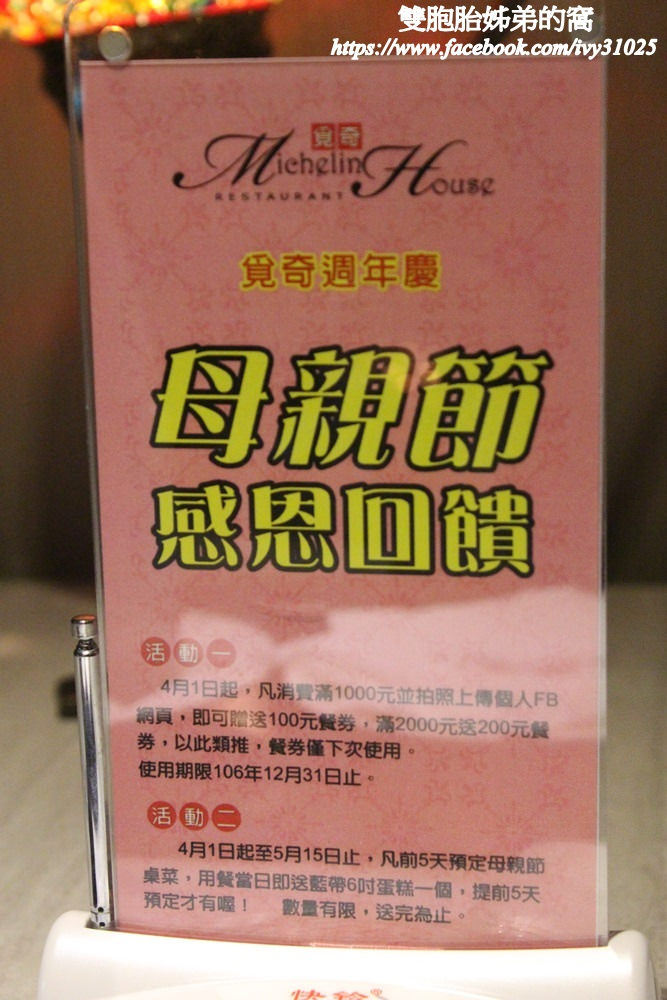 雙胞胎姊弟的窩
https://www.facebook.com/ivy31025
覓奇
Michelin House
RESTAURANT
覓奇週年慶
母親節
感恩回饋
活動一
4月1日起，凡消費滿1000元並拍照上傳個人FB
網頁，即可贈送100元餐券，滿2000元送200元餐
券，以此類推，餐券僅下次使用。
使用期限106年12月31日止。
活動二
4月1日起至5月15日止，凡前5天預定母親節
桌菜，用餐當日即送藍帶6吋蛋糕一個，提前5天
預定才有喔！ 數量有限，送完為止。
快鈴®